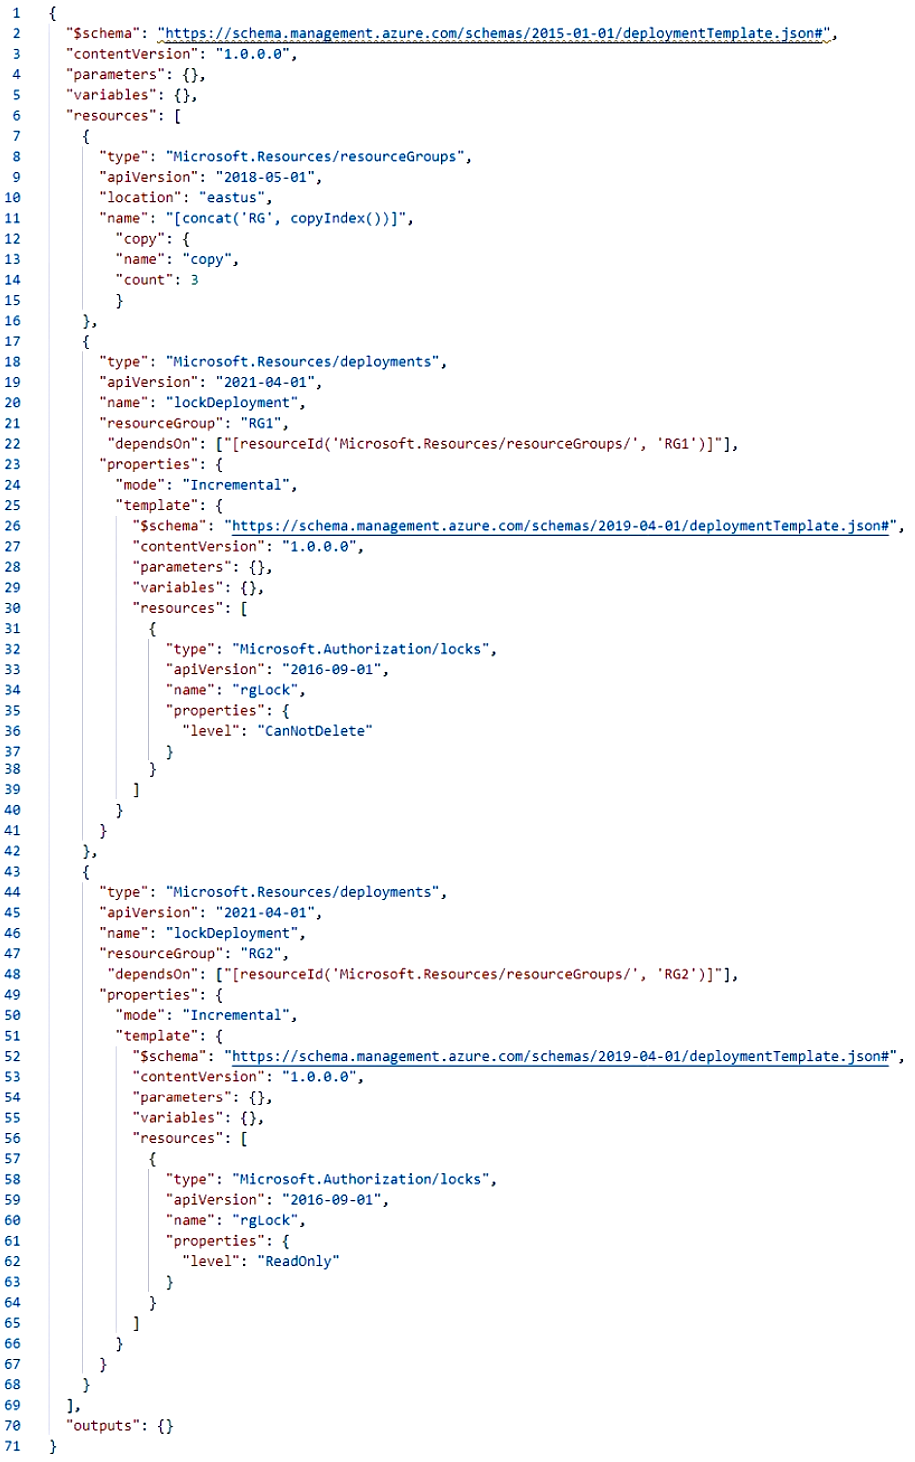 1 {
2 "$schema": "https://schema.management.azure.com/schemas/2015-01-01/deploymentTemplate.json#",
3 "contentVersion": "1.0.0.0",
4 "parameters": {},
5 "variables": {},
6 "resources": [
7 {
8 "type": "Microsoft.Resources/resourceGroups",
9 "apiVersion": "2018-05-01",
10 "location": "eastus",
11 "name": "[concat('RG', copyIndex())]",
12 "copy": {
13 "name": "copy",
14 "count": 3
15 }
16 },
17 {
18 "type": "Microsoft.Resources/deployments",
19 "apiVersion": "2021-04-01",
20 "name": "lockDeployment",
21 "resourceGroup": "RG1",
22 "dependsOn": ["[resourceId('Microsoft.Resources/resourceGroups/', 'RG1')]"],
23 "properties": {
24 "mode": "Incremental",
25 "template": {
26 "$schema": "https://schema.management.azure.com/schemas/2019-04-01/deploymentTemplate.json#",
27 "contentVersion": "1.0.0.0",
28 "parameters": {},
29 "variables": {},
30 "resources": [
31 {
32 "type": "Microsoft.Authorization/locks",
33 "apiVersion": "2016-09-01",
34 "name": "rgLock",
35 "properties": {
36 "level": "CanNotDelete"
37 }
38 }
39 ]
40 }
41 }
42 },
43 {
44 "type": "Microsoft.Resources/deployments",
45 "apiVersion": "2021-04-01",
46 "name": "lockDeployment",
47 "resourceGroup": "RG2",
48 "dependsOn": ["[resourceId('Microsoft.Resources/resourceGroups/', 'RG2')]"],
49 "properties": {
50 "mode": "Incremental",
51 "template": {
52 "$schema": "https://schema.management.azure.com/schemas/2019-04-01/deploymentTemplate.json#",
53 "contentVersion": "1.0.0.0",
54 "parameters": {},
55 "variables": {},
56 "resources": [
57 {
58 "type": "Microsoft.Authorization/locks",
59 "apiVersion": "2016-09-01",
60 "name": "rgLock",
61 "properties": {
62 "level": "ReadOnly"
63 }
64 }
65 ]
66 }
67 }
68 }
69 ],
70 "outputs": {}
71 }